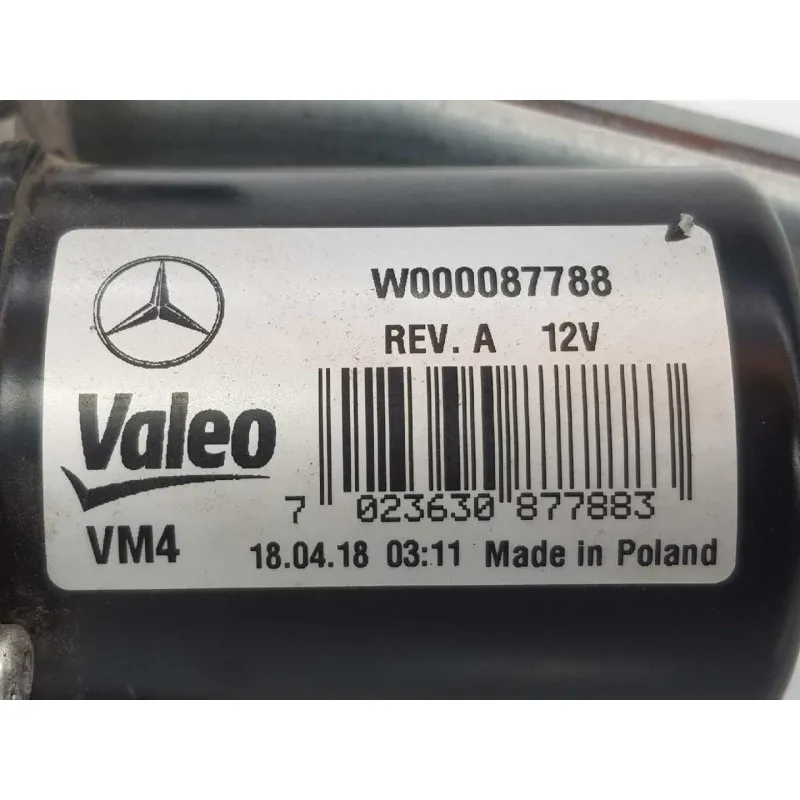 W000087788
REV. A 12V
Valeo
7 023630 877883
VM4
18.04.18 03:11 Made in Poland